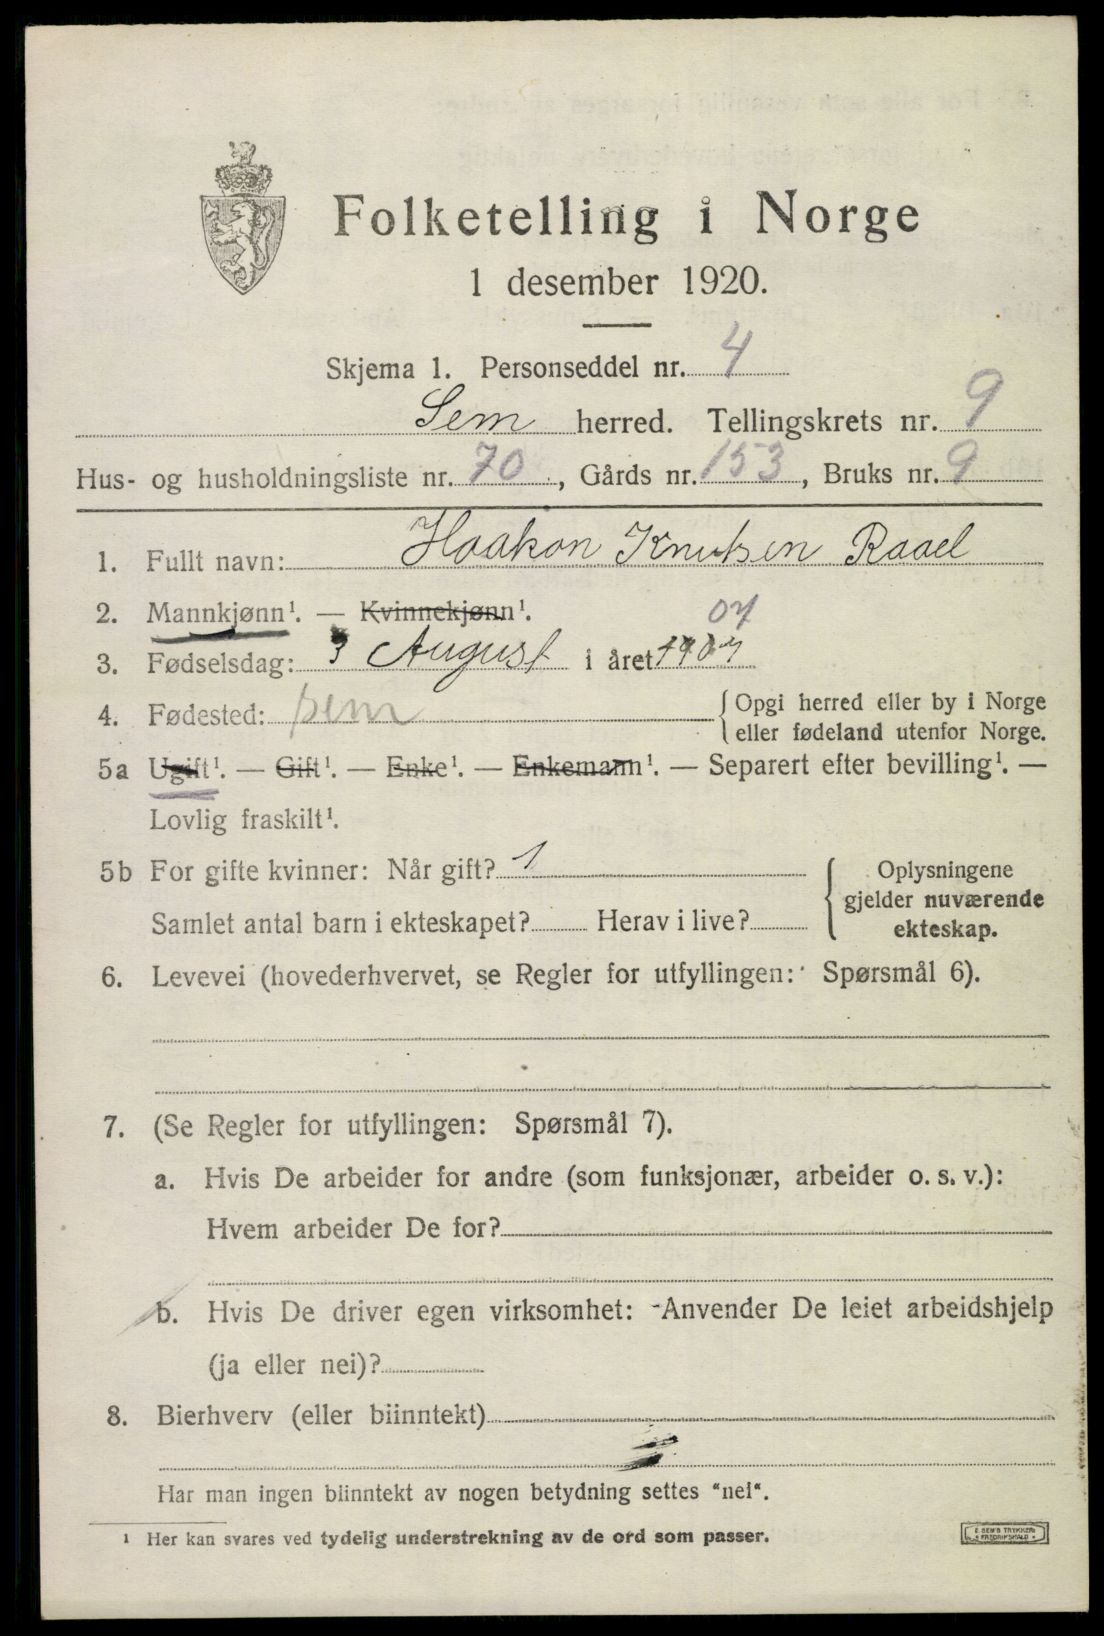 Folketelling i Norge
1 desember 1920.
Skjema 1. Personseddel nr. 4
Sem herred. Tellingskrets nr. 9
Hus- og husholdningsliste nr. 70, Gårds nr. 153, Bruks nr. 9
1. Fullt navn: Haakon Knutsen Raael
2. Mannkjønn¹. — Kvinnekjønn¹.
07
3. Fødselsdag: 3 August i året 1907
4. Fødested: Sem {Opgi herred eller by i Norge
eller fødeland utenfor Norge.
5a Ugift¹. — Gift¹. — Enke¹. — Enkemann¹. — Separert efter bevilling¹. —
Lovlig fraskilt¹.
5b For gifte kvinner: Når gift? 1
Samlet antal barn i ekteskapet? Herav i live?
{Oplysningene
gjelder nuværende
ekteskap.
6. Levevei (hovederhvervet, se Regler for utfyllingen: Spørsmål 6).
7. (Se Regler for utfyllingen: Spørsmål 7).
a. Hvis De arbeider for andre (som funksjonær, arbeider o. s. v.):
Hvem arbeider De for?
b. Hvis De driver egen virksomhet: Anvender De leiet arbeidshjelp
(ja eller nei)?
8. Bierhverv (eller biinntekt)
Har man ingen biinntekt av nogen betydning settes "nei".
¹ Her kan svares ved tydelig understrekning av de ord som passer.
E. SEM'S TRYKKERI
FREDRIKSHALD